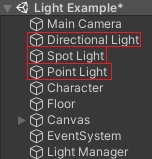 Light Example*
Main Camera
Directional Light
Spot Light
Point Light
Character
Floor
Canvas
EventSystem
Light Manager